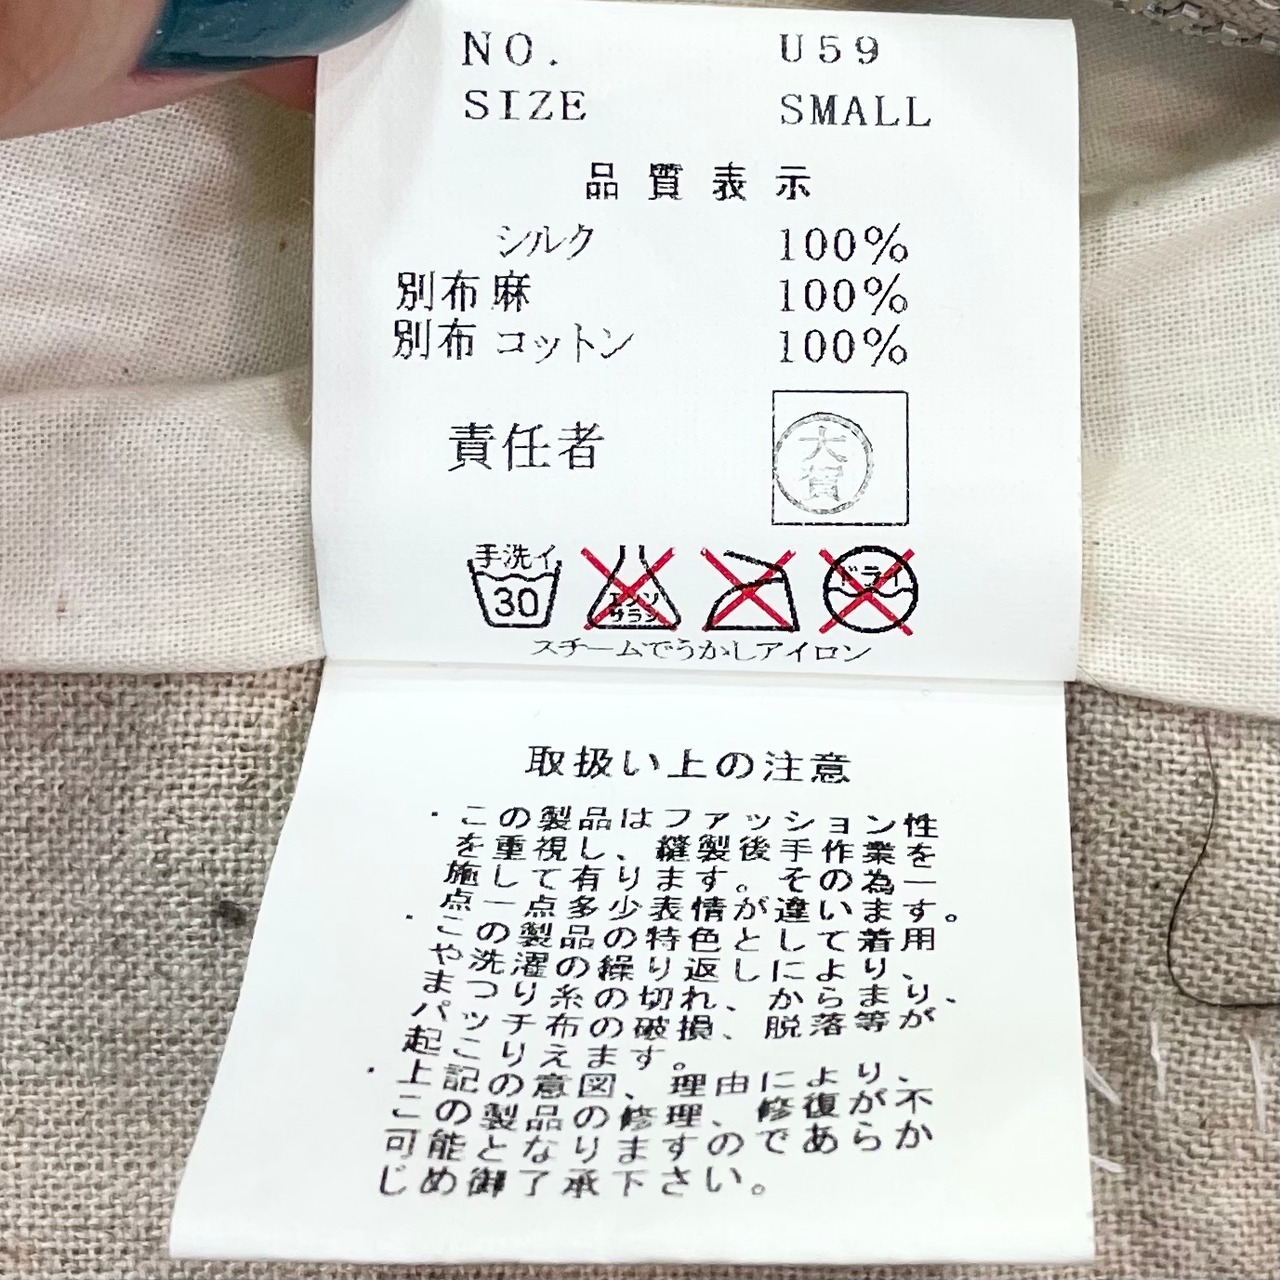 NO. U59
SIZE SMALL
品質表示
シルク 100%
別布 麻 100%
別布 コットン 100%
責任者
大賀
手洗イ
30
エンソ
サラシ
ドライ
スチームでうかしアイロン
取扱い上の注意
・この製品はファッション性
を重視し、縫製後手作業を
施して有ります。その為一
点一点多少表情が違います。
・この製品の特色として着用
や洗濯の繰り返しにより、
まつり糸の切れ、からまり、
パッチ布の破損、脱落等が
起こりえます。
・上記の意図、理由により、
この製品の修理、修復が不
可能となりますのであらか
じめ御了承下さい。